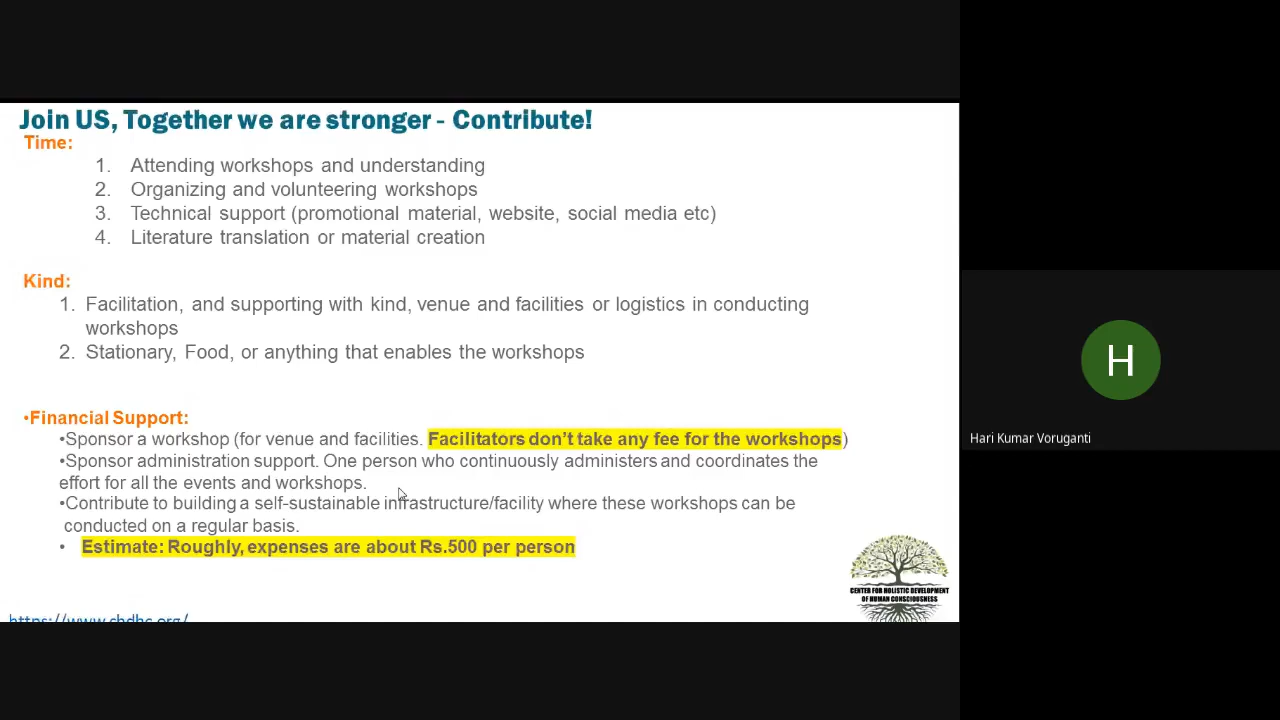 Join US, Together we are stronger - Contribute!
Time:
1. Attending workshops and understanding
2. Organizing and volunteering workshops
3. Technical support (promotional material, website, social media etc)
4. Literature translation or material creation
Kind:
1. Facilitation, and supporting with kind, venue and facilities or logistics in conducting
workshops
2. Stationary, Food, or anything that enables the workshops
•Financial Support:
•Sponsor a workshop (for venue and facilities. Facilitators don't take any fee for the workshops)
•Sponsor administration support. One person who continuously administers and coordinates the
effort for all the events and workshops.
•Contribute to building a self-sustainable infrastructure/facility where these workshops can be
conducted on a regular basis.
• Estimate: Roughly, expenses are about Rs.500 per person
CENTER FOR HOLISTIC DEVELOPMENT
OF HUMAN CONSCIOUSNESS
https://www.chdhc.org/
H
Hari Kumar Voruganti